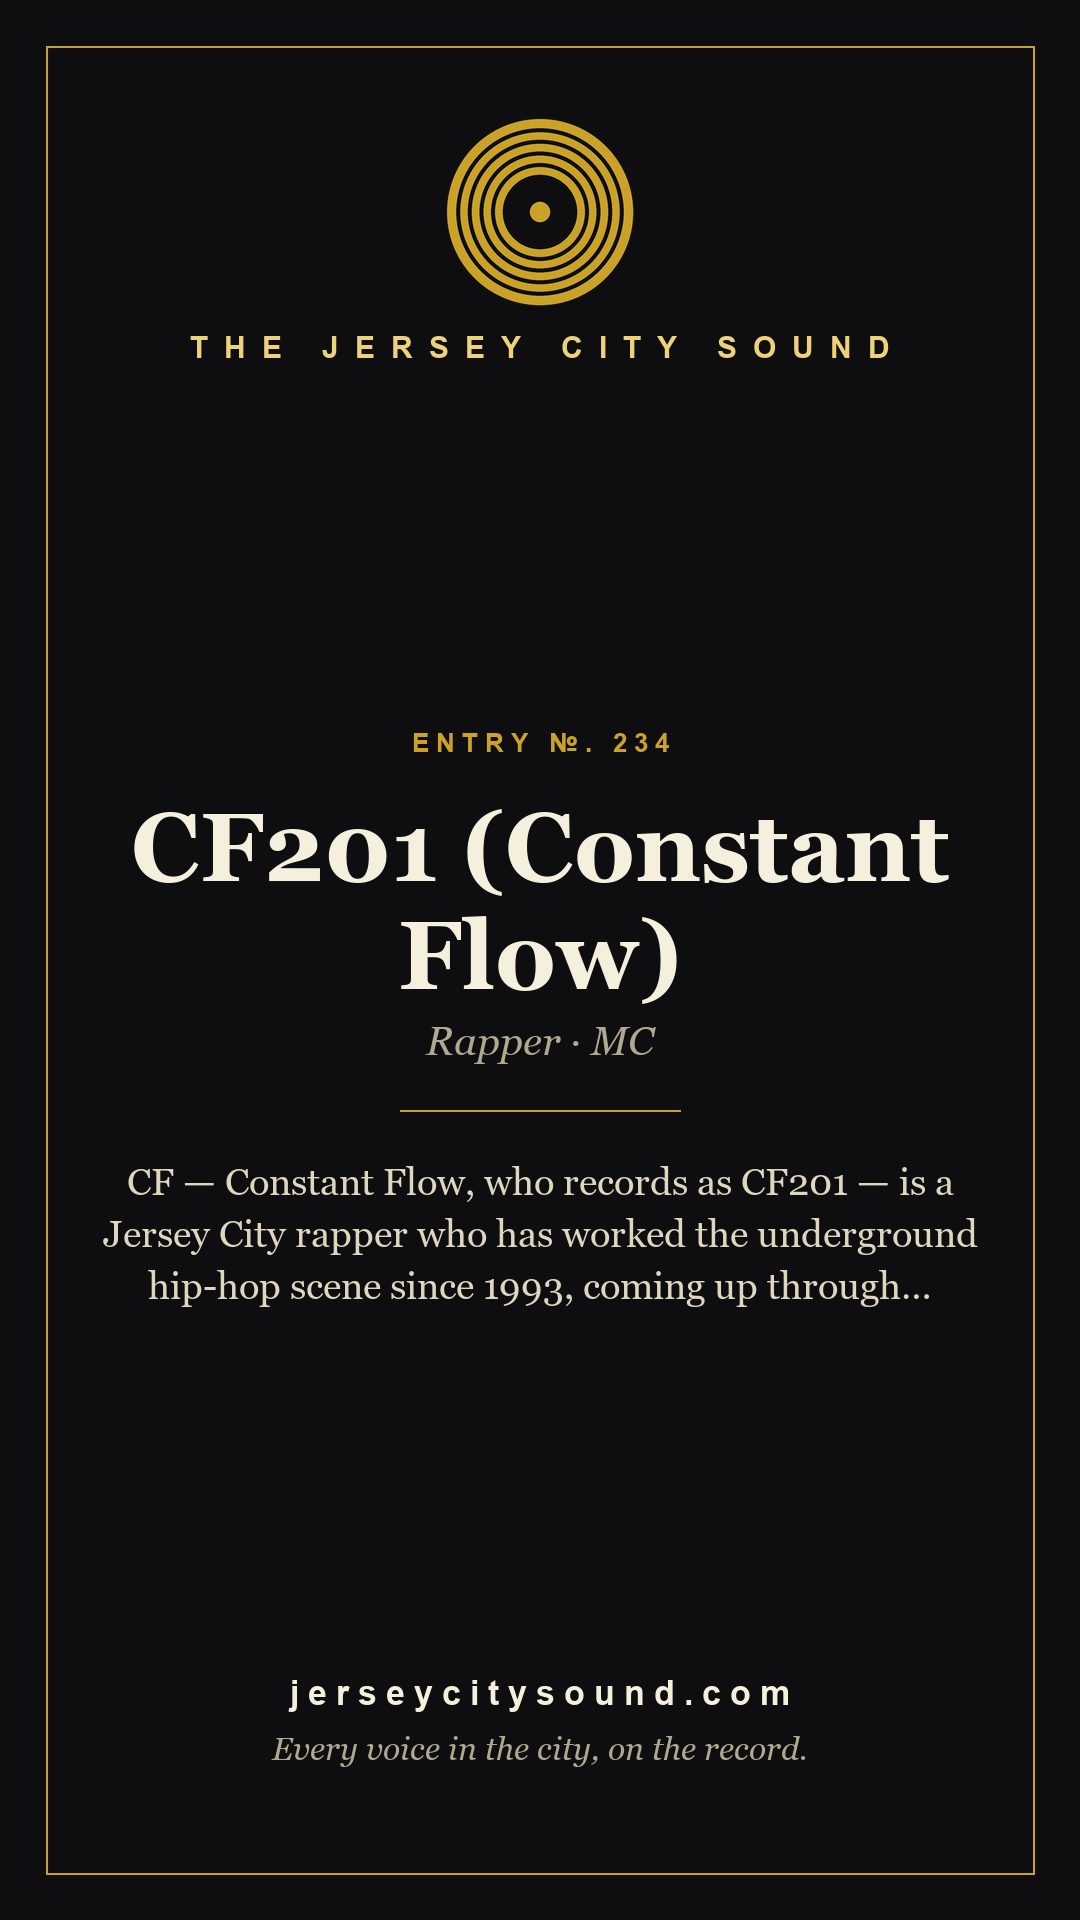 THE JERSEY CITY SOUND
ENTRY №. 234
CF201 (Constant
Flow)
Rapper · MC
CF — Constant Flow, who records as CF201 — is a
Jersey City rapper who has worked the underground
hip-hop scene since 1993, coming up through...
jerseycitysound.com
Every voice in the city, on the record.